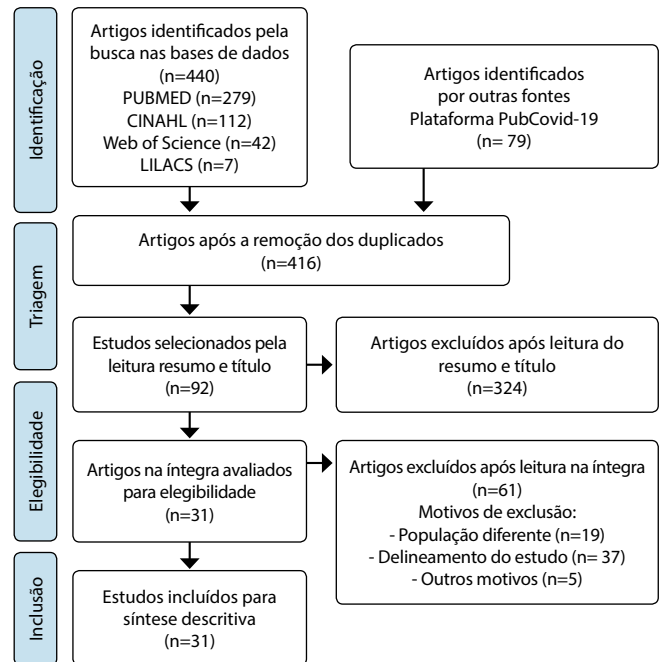 Identificação
Artigos identificados pela
busca nas bases de dados
(n=440)
PUBMED (n=279)
CINAHL (n=112)
Web of Science (n=42)
LILACS (n=7)
Artigos identificados
por outras fontes
Plataforma PubCovid-19
(n= 79)
Triagem
Artigos após a remoção dos duplicados
(n=416)
Estudos selecionados pela
leitura resumo e título
(n=92)
Artigos excluídos após leitura do
resumo e título
(n=324)
Elegibilidade
Artigos na íntegra avaliados
para elegibilidade
(n=31)
Artigos excluídos após leitura na íntegra
(n=61)
Motivos de exclusão:
- População diferente (n=19)
- Delineamento do estudo (n= 37)
- Outros motivos (n=5)
Inclusão
Estudos incluídos para
síntese descritiva
(n=31)